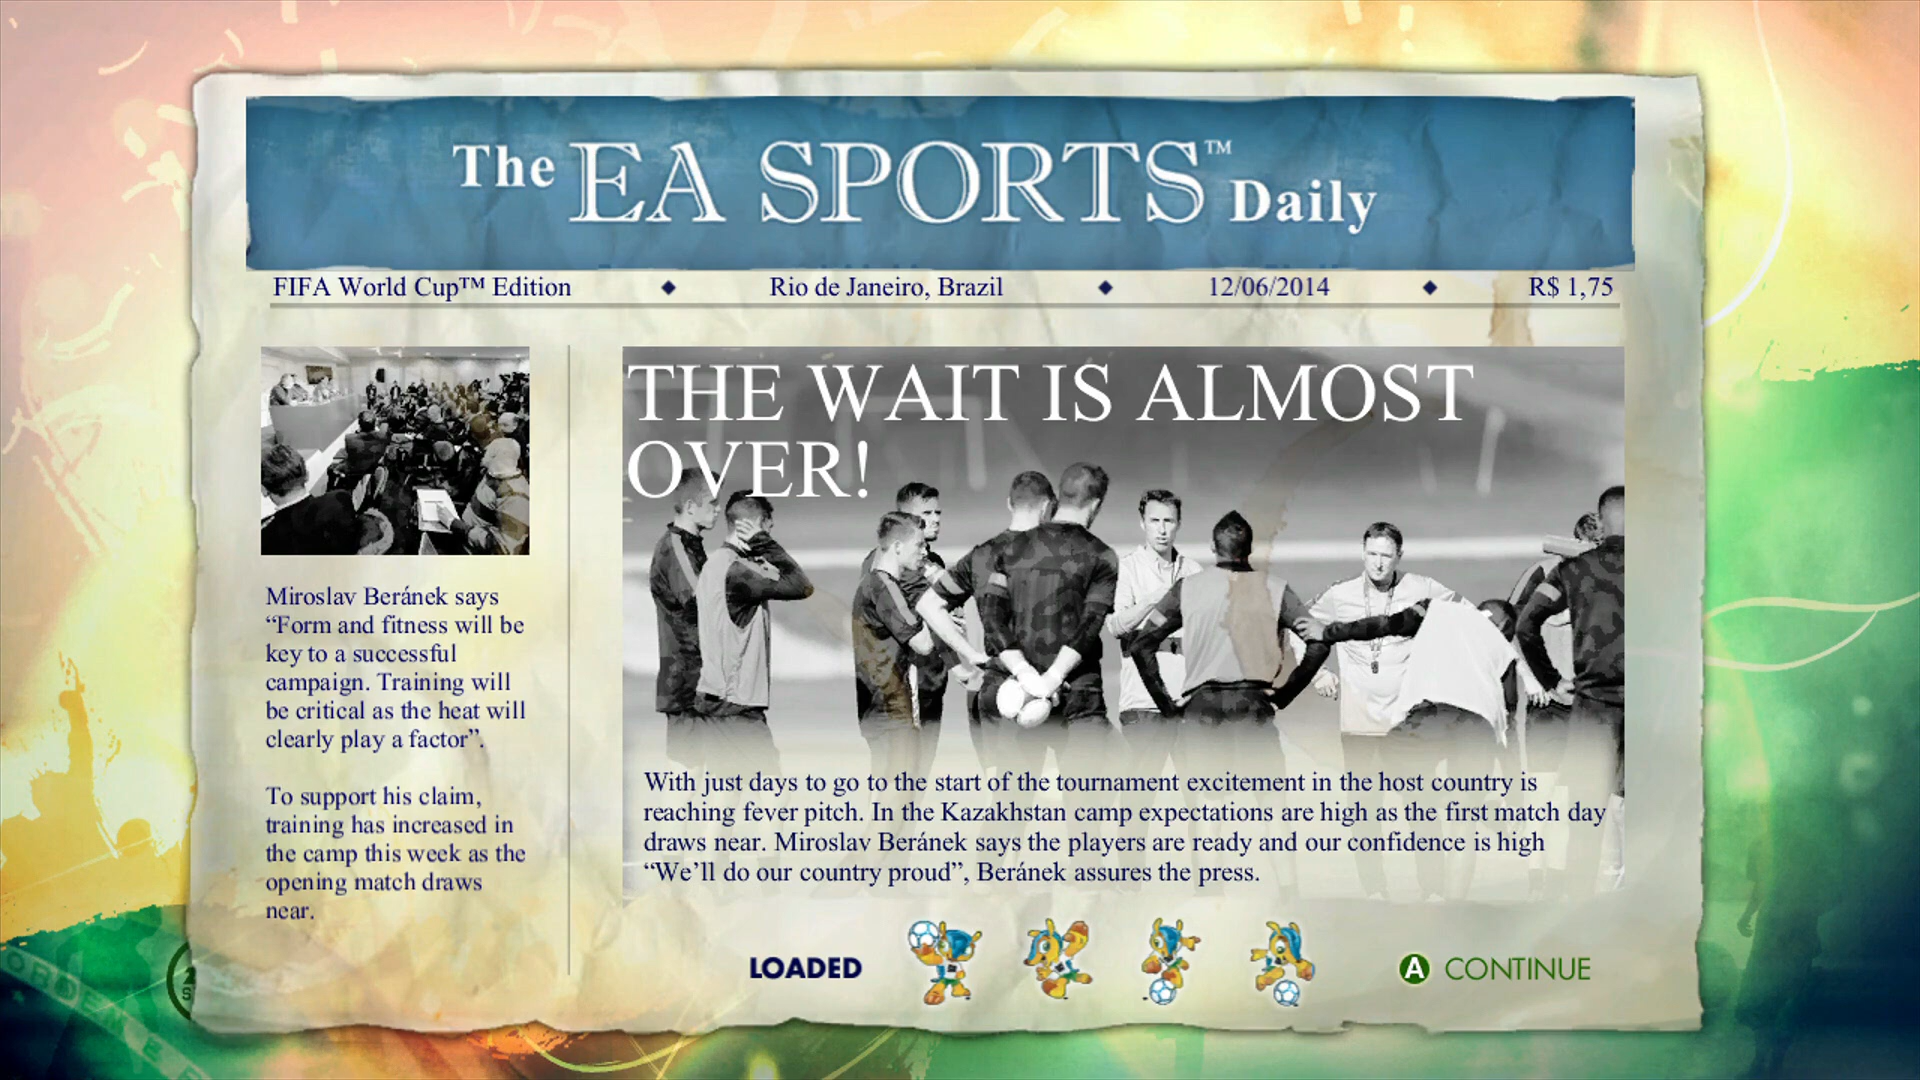 The EA SPORTS™ Daily
FIFA World Cup™ Edition ◆ Rio de Janeiro, Brazil ◆ 12/06/2014 ◆ R$ 1,75
Miroslav Beránek says
“Form and fitness will be
key to a successful
campaign. Training will
be critical as the heat will
clearly play a factor”.
To support his claim,
training has increased in
the camp this week as the
opening match draws
near.
THE WAIT IS ALMOST
OVER!
With just days to go to the start of the tournament excitement in the host country is
reaching fever pitch. In the Kazakhstan camp expectations are high as the first match day
draws near. Miroslav Beránek says the players are ready and our confidence is high
“We’ll do our country proud”, Beránek assures the press.
LOADED
A CONTINUE